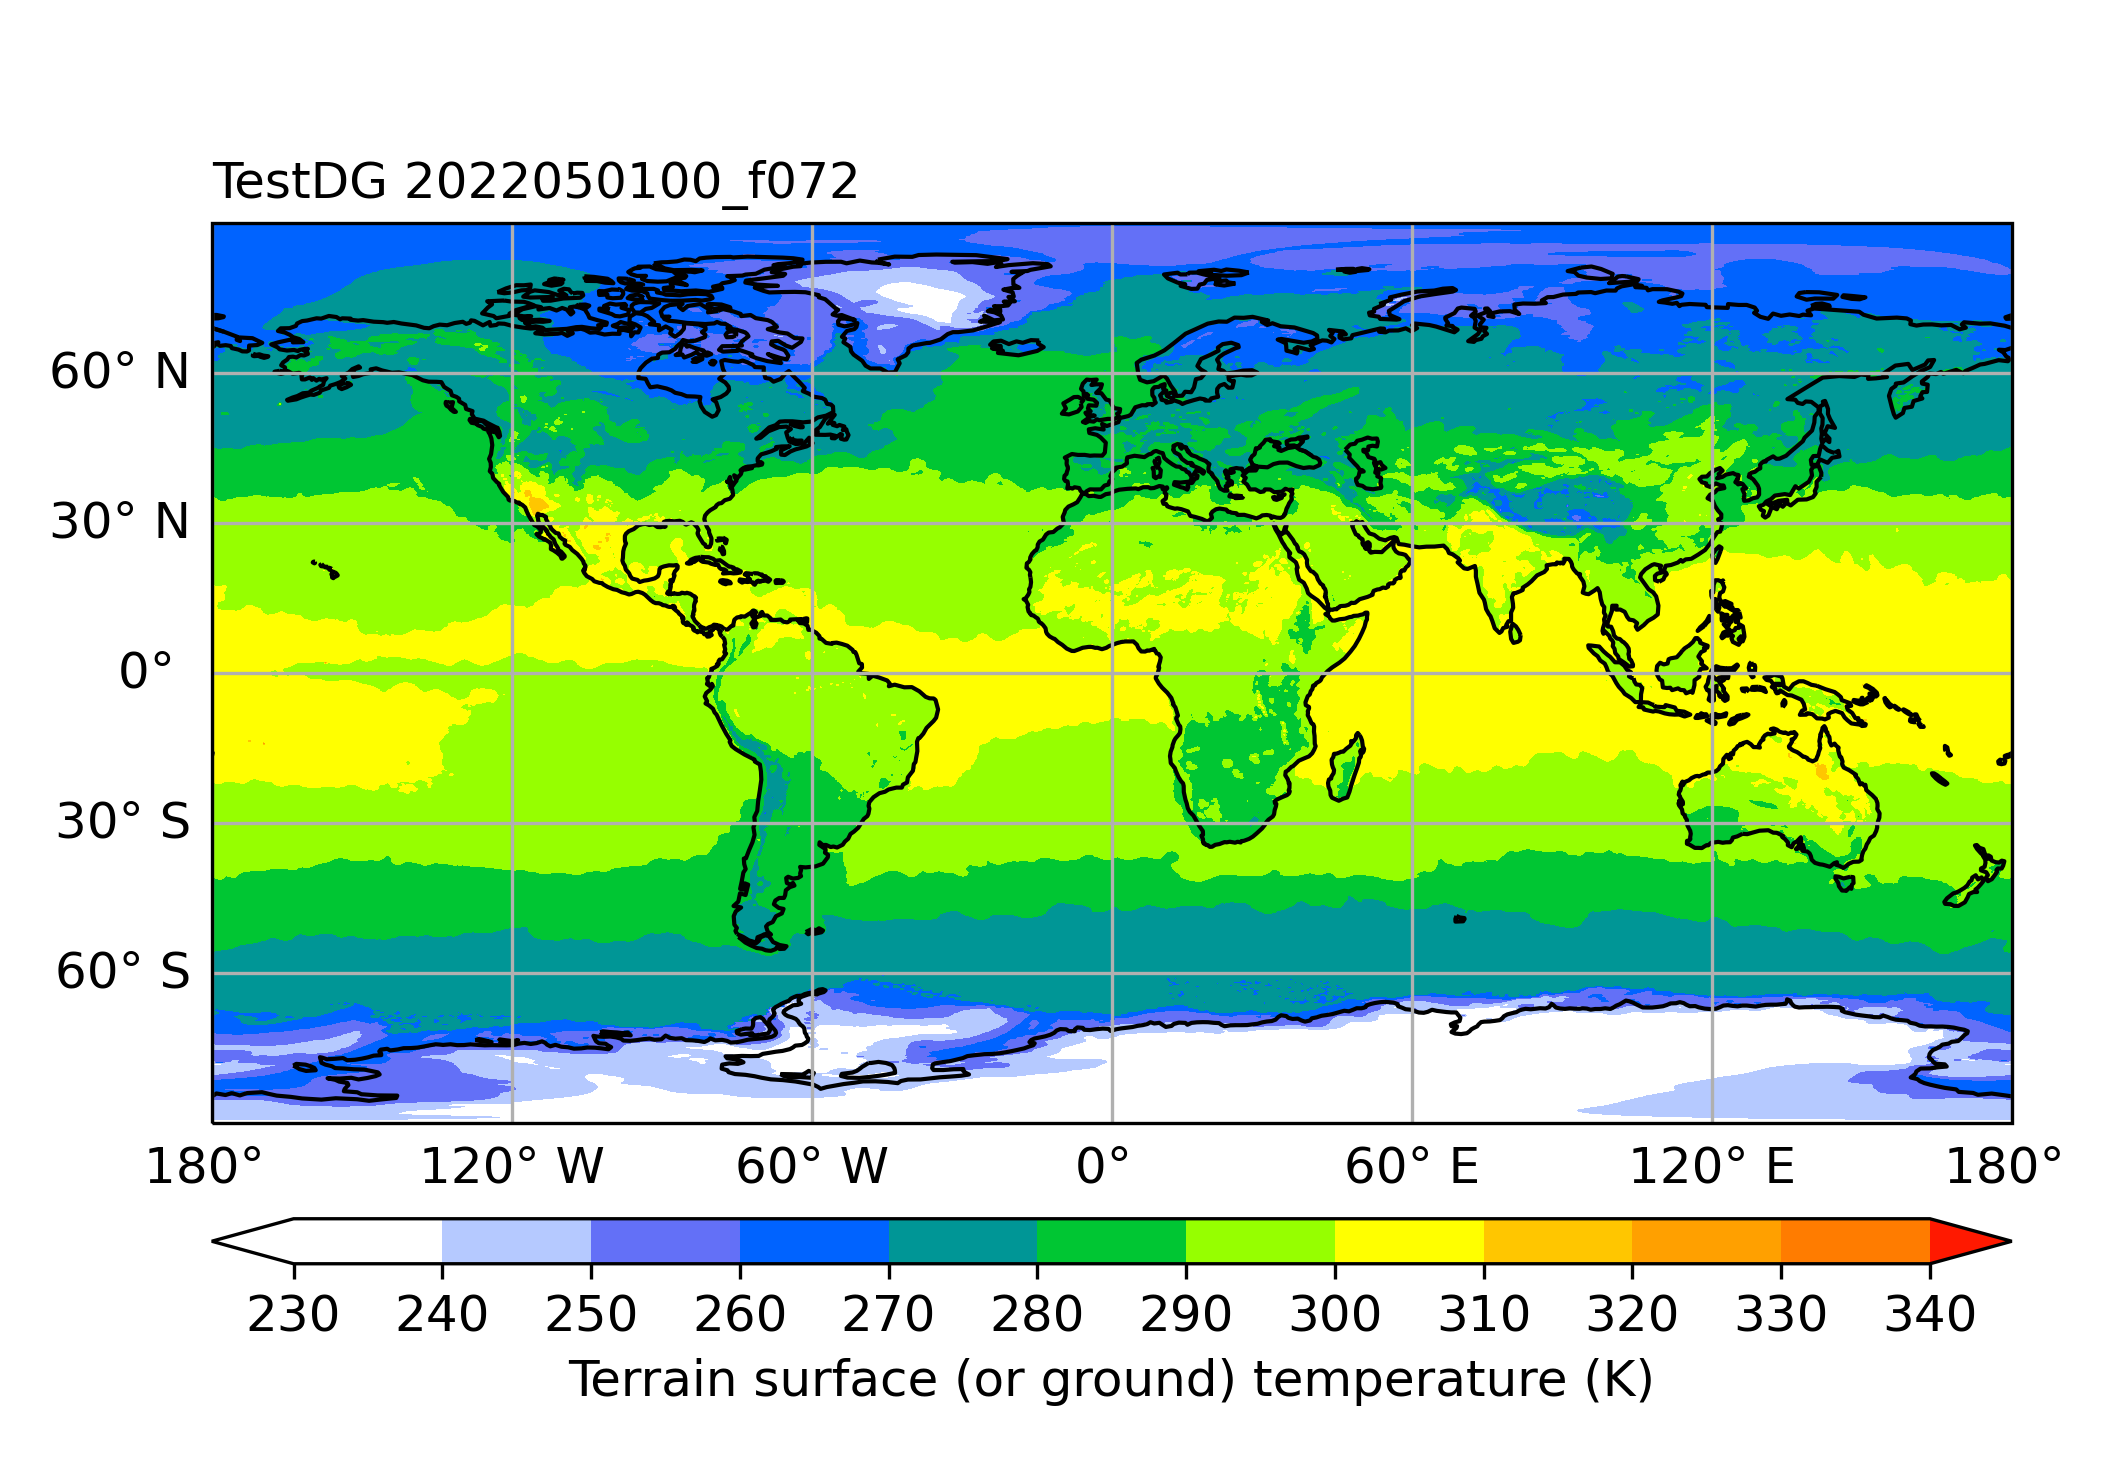 TestDG 2022050100_f072
60° N
30° N
0°
30° S
60° S
180° 120° W 60° W 0° 60° E 120° E 180°
230 240 250 260 270 280 290 300 310 320 330 340
Terrain surface (or ground) temperature (K)